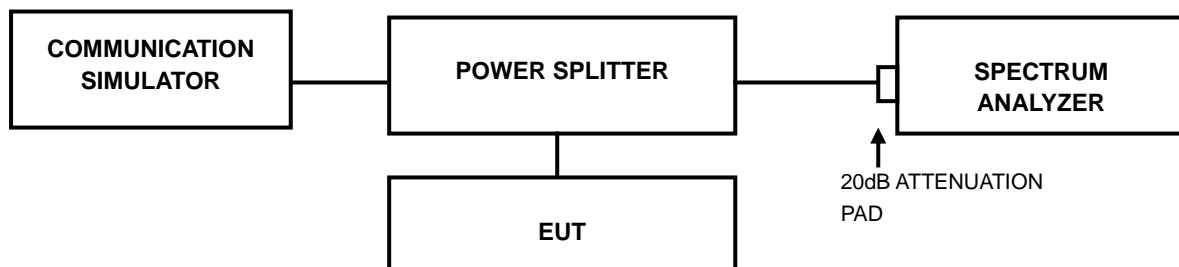 COMMUNICATION
SIMULATOR
POWER SPLITTER
SPECTRUM
ANALYZER
20dB ATTENUATION
PAD
EUT